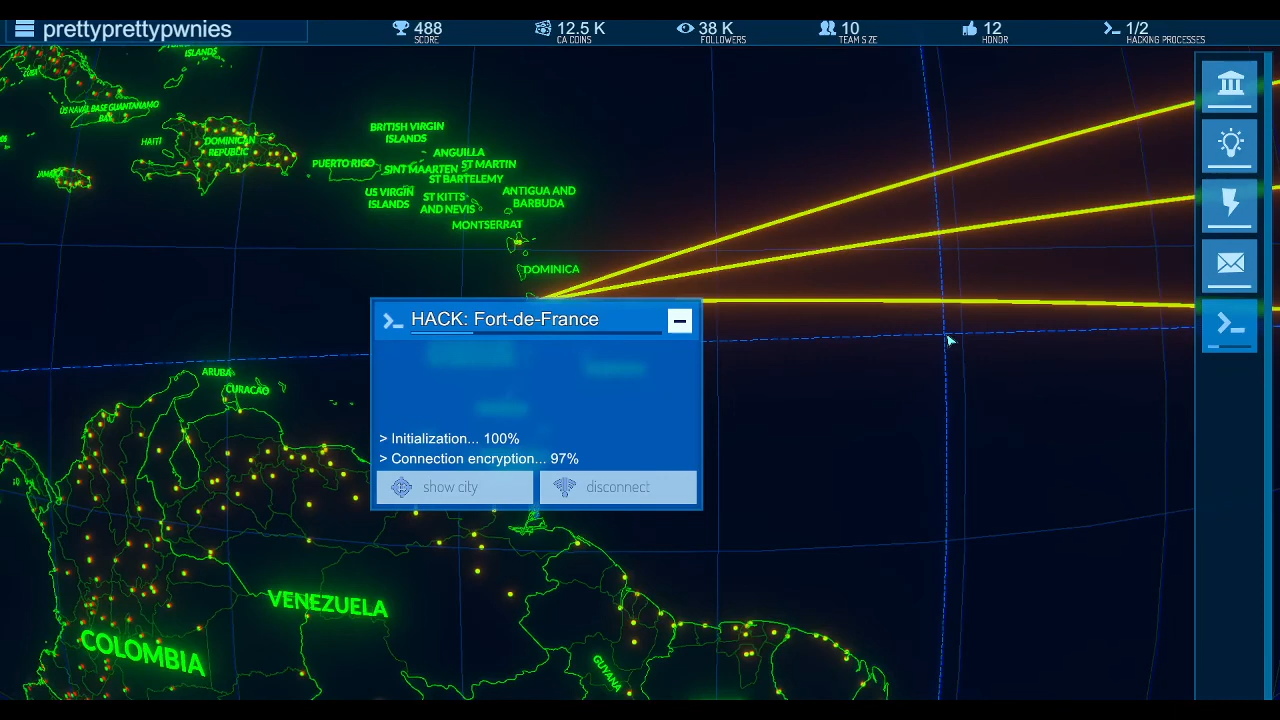 prettyprettypwnies
488
SCORE
12.5 K
CA COINS
38 K
FOLLOWERS
10
TEAM SIZE
12
HONOR
1/2
HACKING PROCESSES
ISLANDS
CUBA
US NAVAL BASE GUANTANAMO
BAY
HAITI
DOMINICAN
REPUBLIC
JAMAICA
PUERTO RICO
BRITISH VIRGIN
ISLANDS
ANGUILLA
SINT MAARTEN
ST MARTIN
ST BARTELEMY
US VIRGIN
ISLANDS
ST KITTS
AND NEVIS
ANTIGUA AND
BARBUDA
MONTSERRAT
DOMINICA
HACK: Fort-de-France
> Initialization... 100%
> Connection encryption... 97%
show city
disconnect
ARUBA
CURACAO
VENEZUELA
COLOMBIA
GUYANA